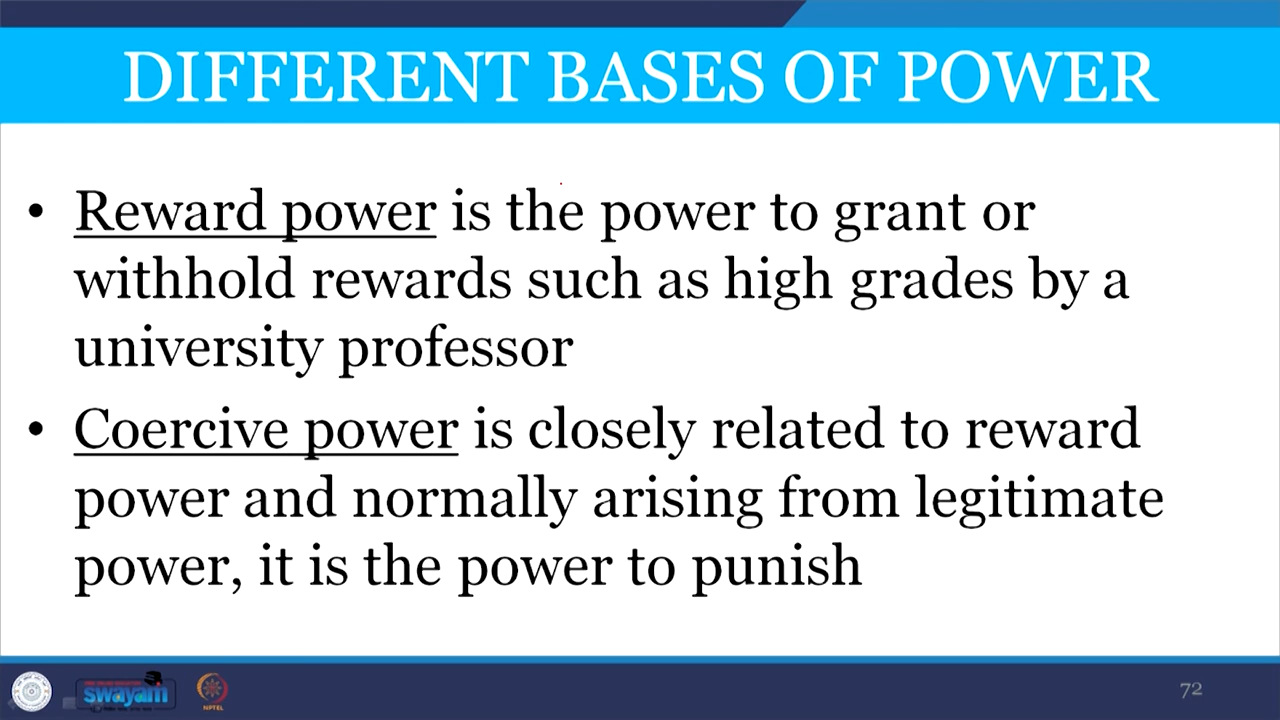 DIFFERENT BASES OF POWER
• Reward power is the power to grant or
withhold rewards such as high grades by a
university professor
• Coercive power is closely related to reward
power and normally arising from legitimate
power, it is the power to punish
swayam
NPTEL
72